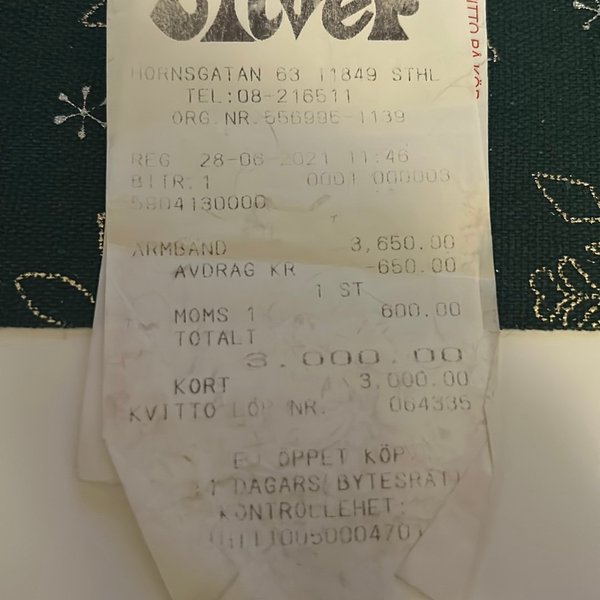 Silver
HORNSGATAN 63 11849 STHL
TEL:08-216511
ORG.NR.556995-1139
REG 28-06-2021 11:46
BITR.1 0001 000003
5904130000
ARMBAND 3,650.00
AVDRAG KR -650.00
1 ST
MOMS 1 600.00
TOTALT
3,000.00
KORT 3,000.00
KVITTO LÖP NR. 064335
EJ ÖPPET KÖP
DAGARS BYTESRÄTT
KONTROLLEHET: